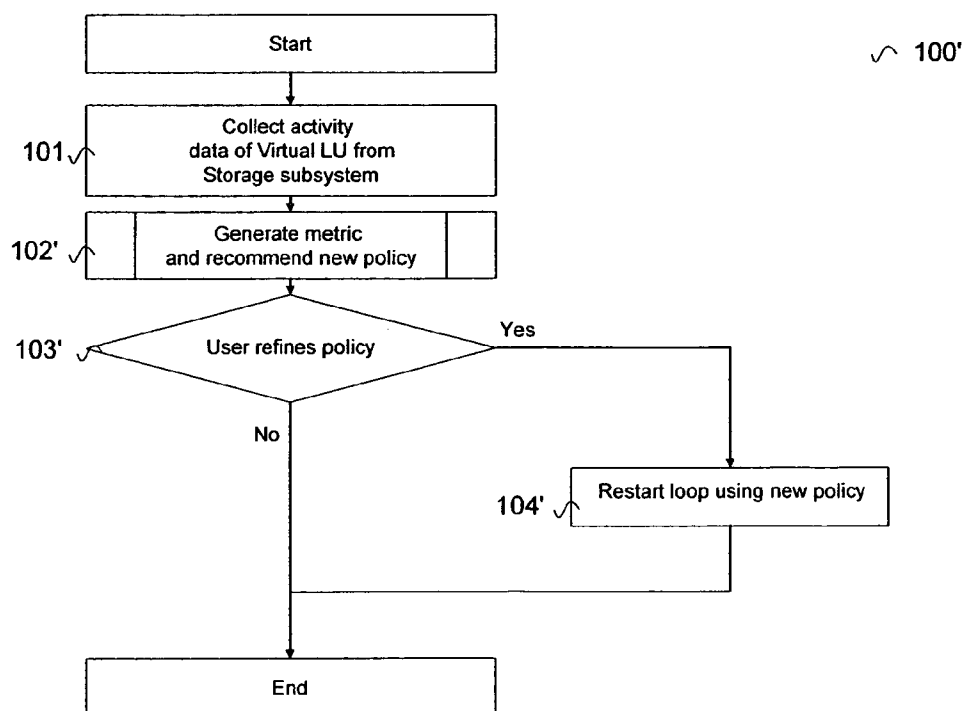 Start
100'
Collect activity
data of Virtual LU from
Storage subsystem
101
Generate metric
and recommend new policy
102'
User refines policy
103'
Yes
No
Restart loop using new policy
104'
End